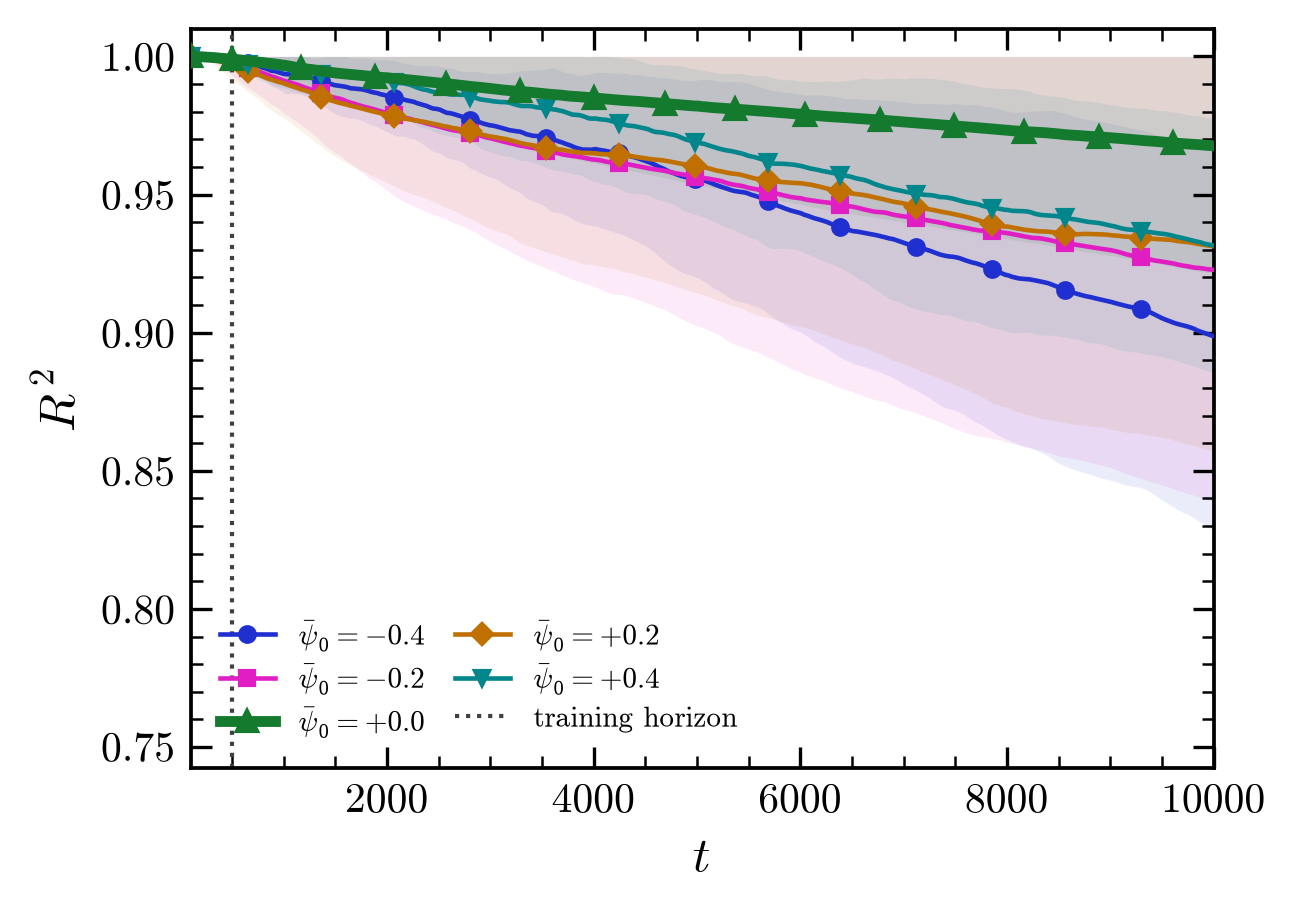 1.00
0.95
0.90
0.85
0.80
0.75
R²
ψ̄₀ = −0.4
ψ̄₀ = −0.2
ψ̄₀ = +0.0
ψ̄₀ = +0.2
ψ̄₀ = +0.4
training horizon
2000 4000 6000 8000 10000
t